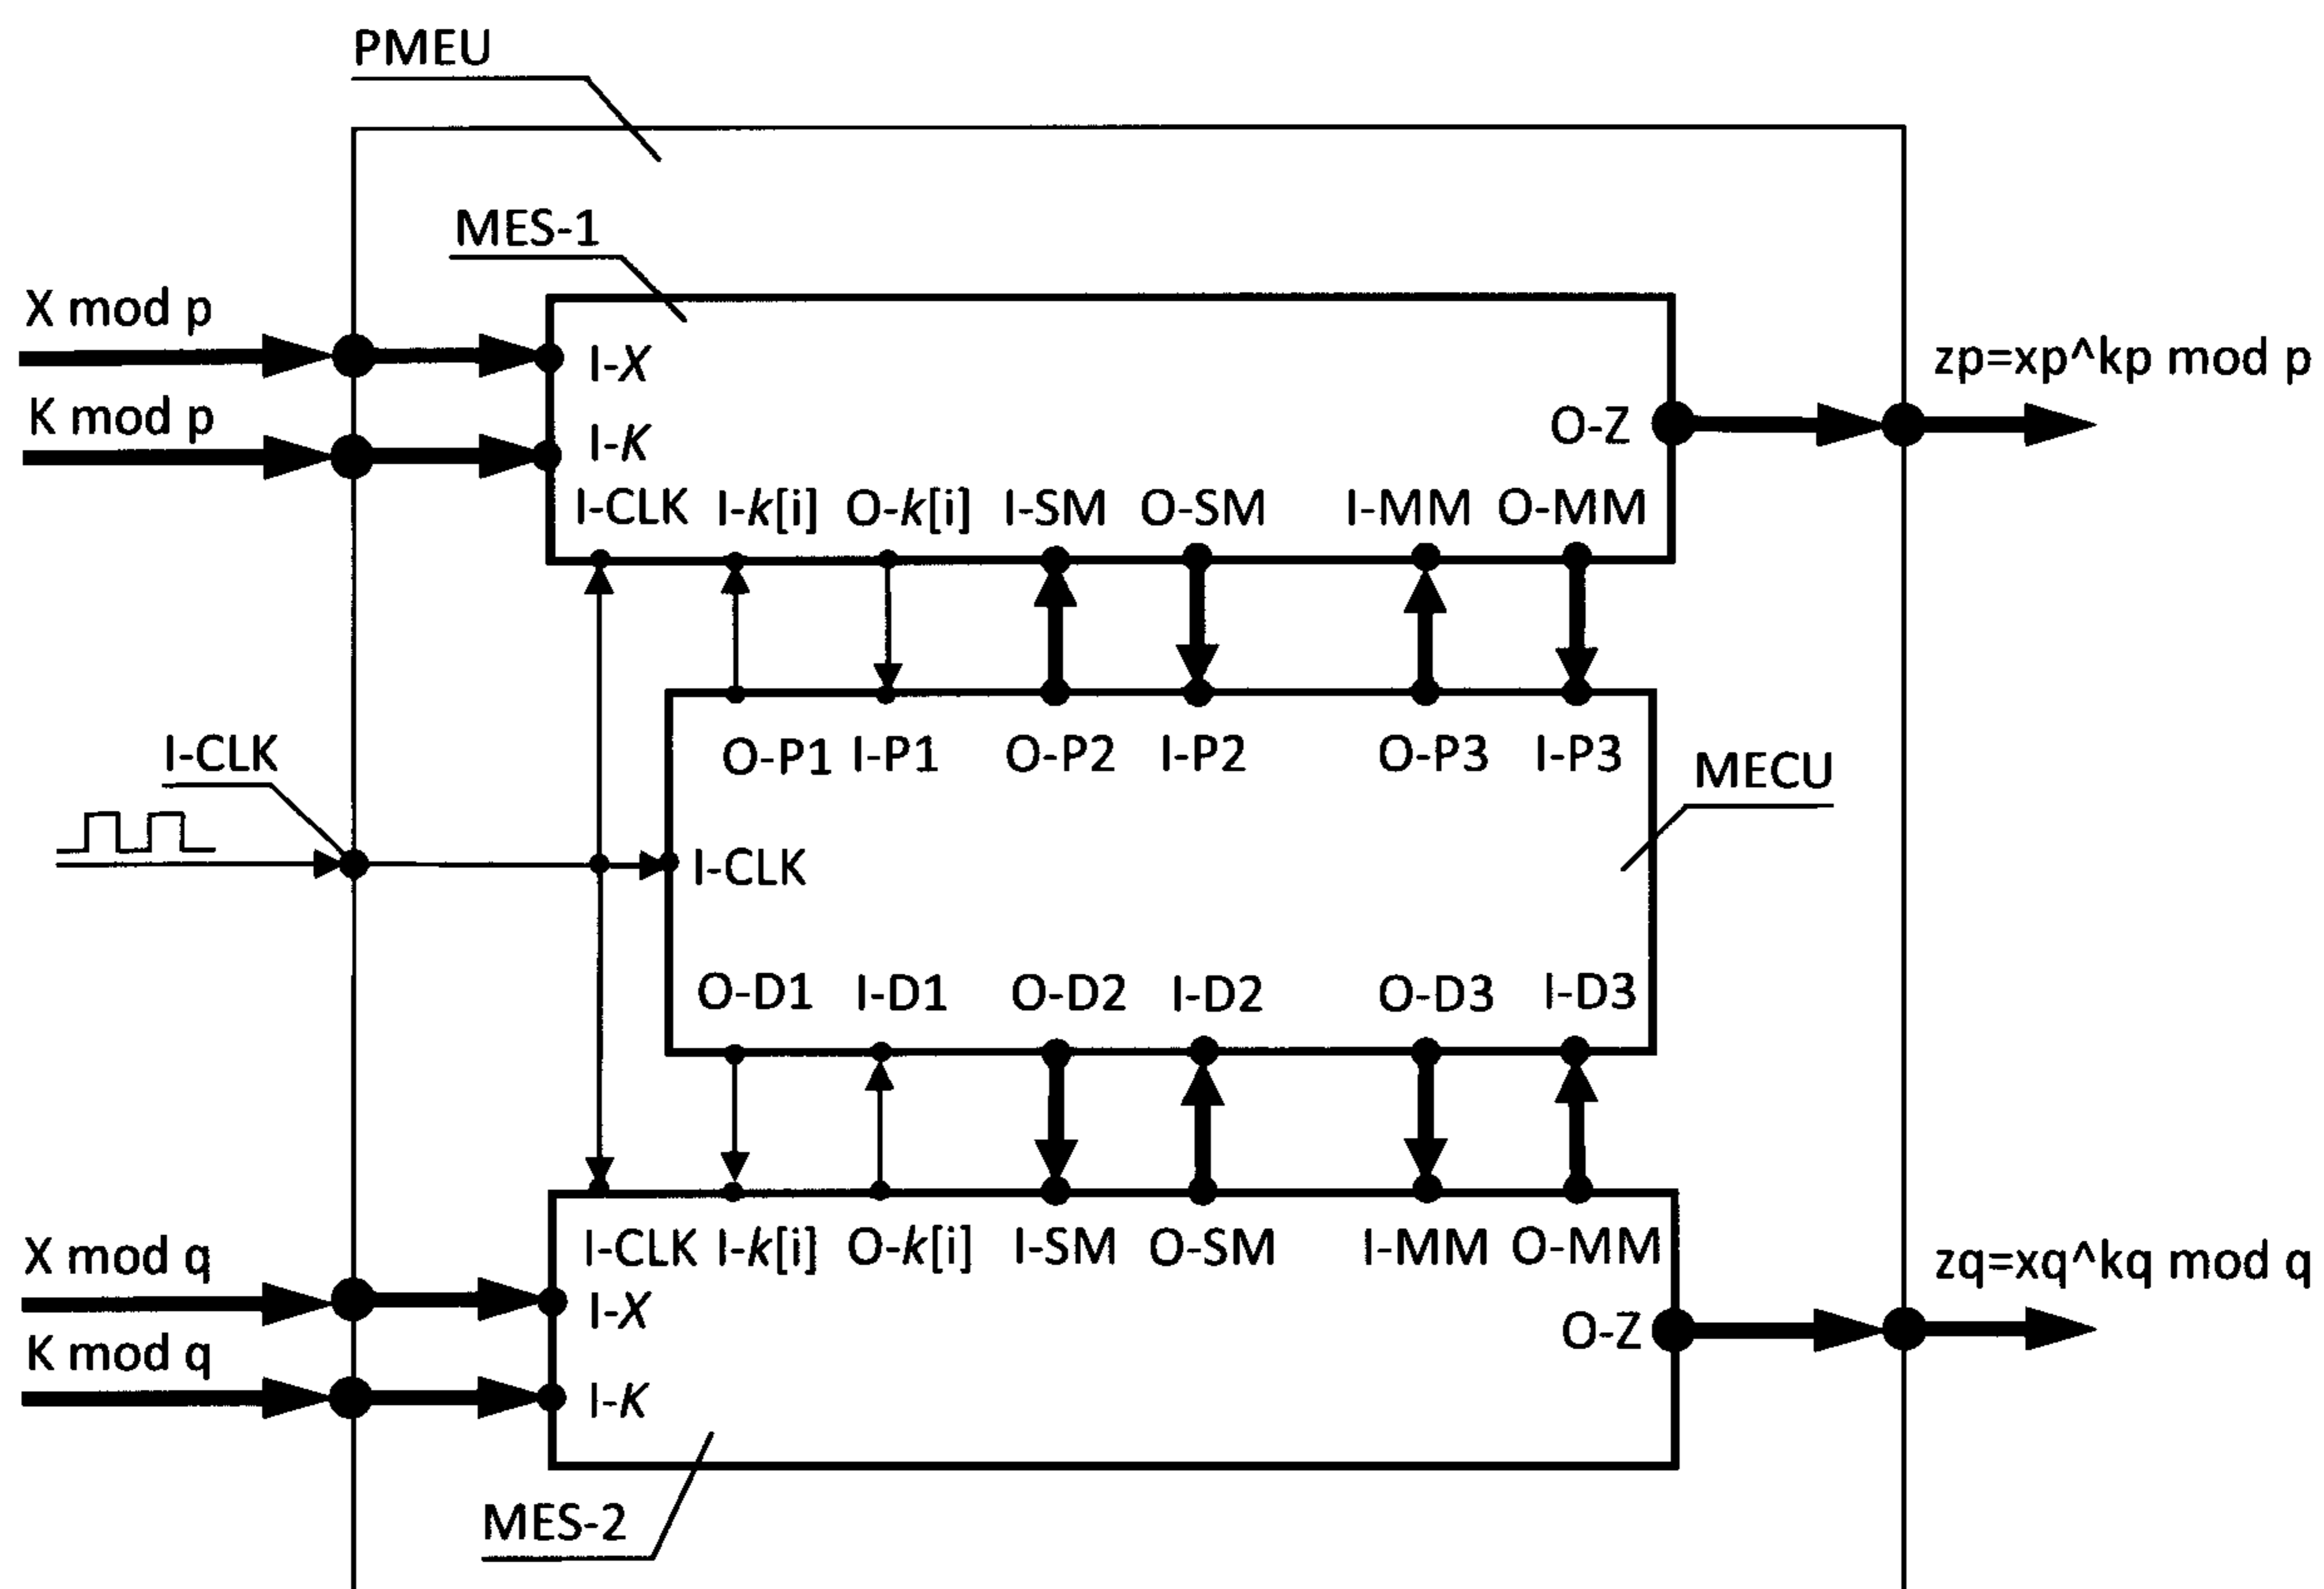 PMEU
MES-1
X mod p
I-X
zp=xp^kp mod p
K mod p
I-K
O-Z
I-CLK I-k[i] O-k[i] I-SM O-SM I-MM O-MM
O-P1 I-P1 O-P2 I-P2 O-P3 I-P3
I-CLK
MECU
I-CLK
O-D1 I-D1 O-D2 I-D2 O-D3 I-D3
I-CLK I-k[i] O-k[i] I-SM O-SM I-MM O-MM
X mod q
I-X
zq=xq^kq mod q
O-Z
K mod q
I-K
MES-2